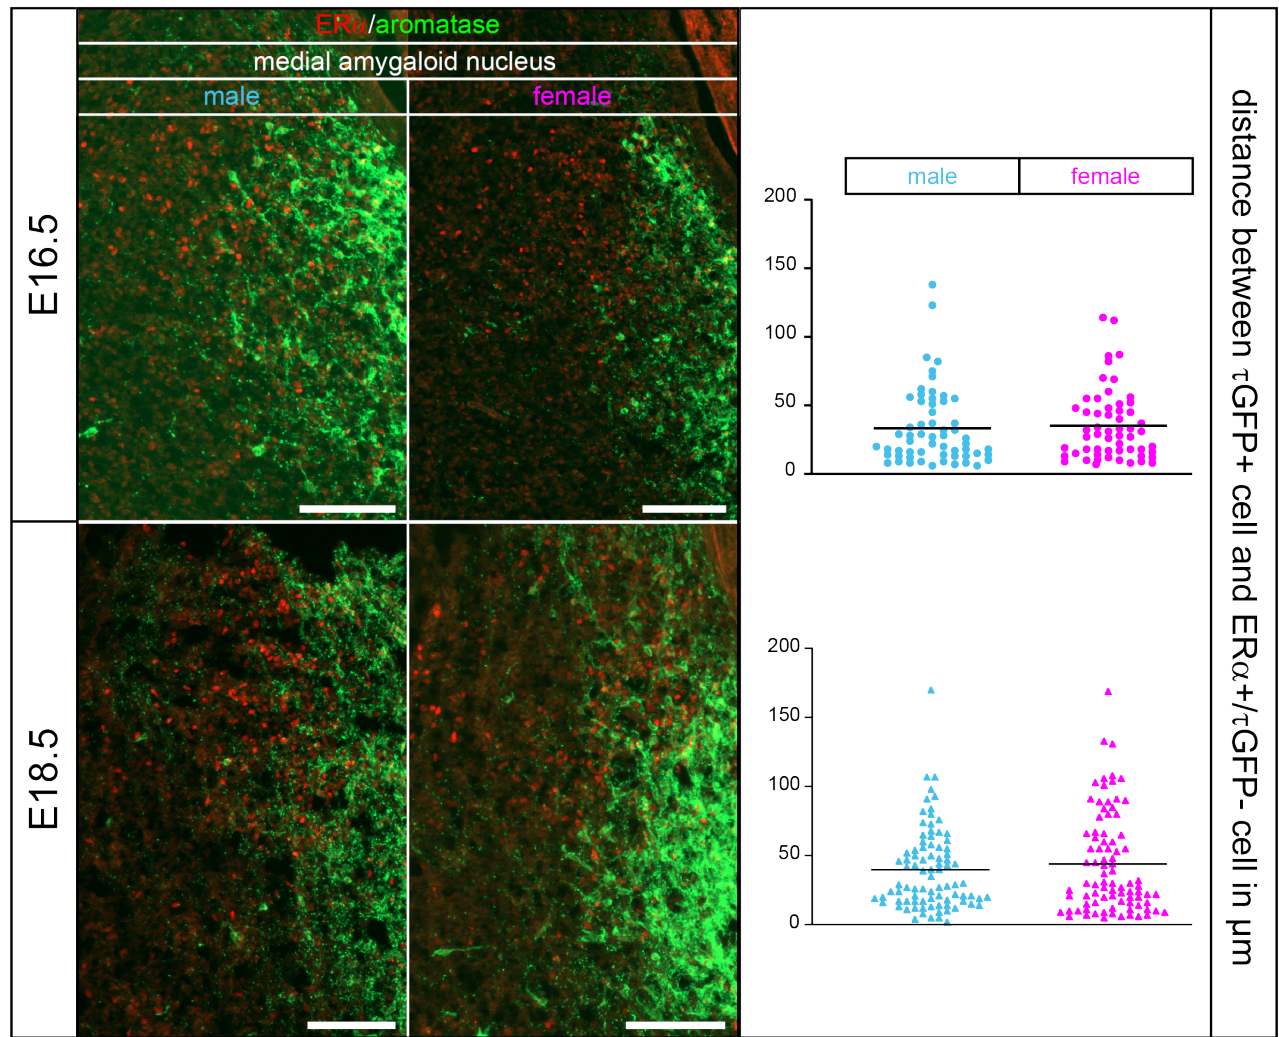 ERα/aromatase
medial amygaloid nucleus
male
female
E16.5
E18.5
male
female
200
150
100
50
0
200
150
100
50
0
distance between τGFP+ cell and ERα+/τGFP- cell in µm